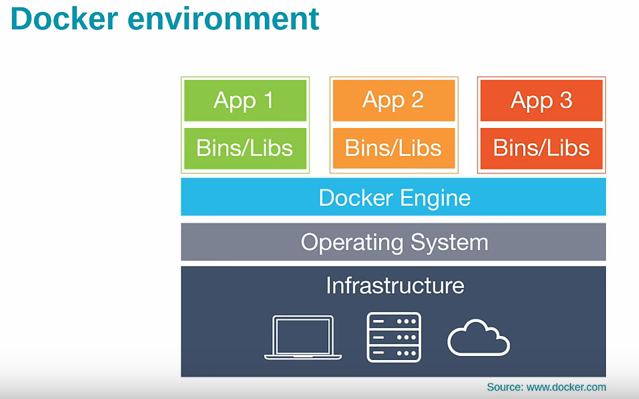 Docker environment
App 1
App 2
App 3
Bins/Libs
Bins/Libs
Bins/Libs
Docker Engine
Operating System
Infrastructure
Source: www.docker.com